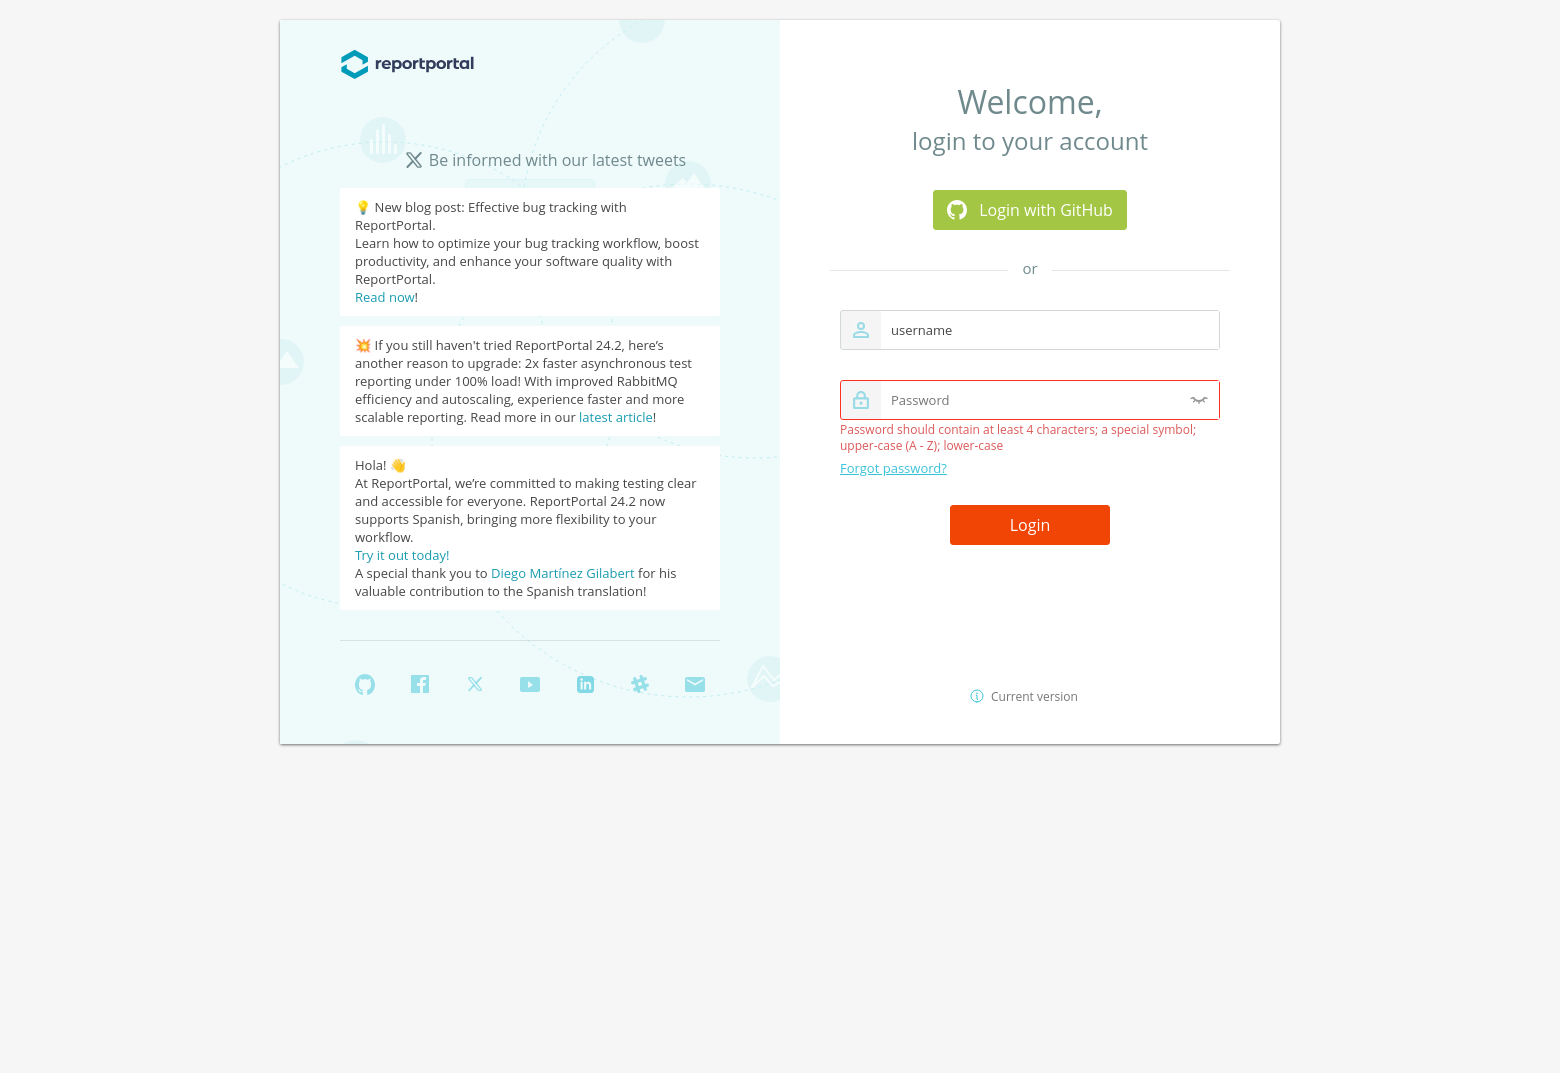 reportportal
Be informed with our latest tweets
💡 New blog post: Effective bug tracking with
ReportPortal.
Learn how to optimize your bug tracking workflow, boost
productivity, and enhance your software quality with
ReportPortal.
Read now!
💥 If you still haven't tried ReportPortal 24.2, here’s
another reason to upgrade: 2x faster asynchronous test
reporting under 100% load! With improved RabbitMQ
efficiency and autoscaling, experience faster and more
scalable reporting. Read more in our latest article!
Hola! 👋
At ReportPortal, we’re committed to making testing clear
and accessible for everyone. ReportPortal 24.2 now
supports Spanish, bringing more flexibility to your
workflow.
Try it out today!
A special thank you to Diego Martínez Gilabert for his
valuable contribution to the Spanish translation!
Welcome,
login to your account
Login with GitHub
or
username
Password
Password should contain at least 4 characters; a special symbol;
upper-case (A - Z); lower-case
Forgot password?
Login
Current version